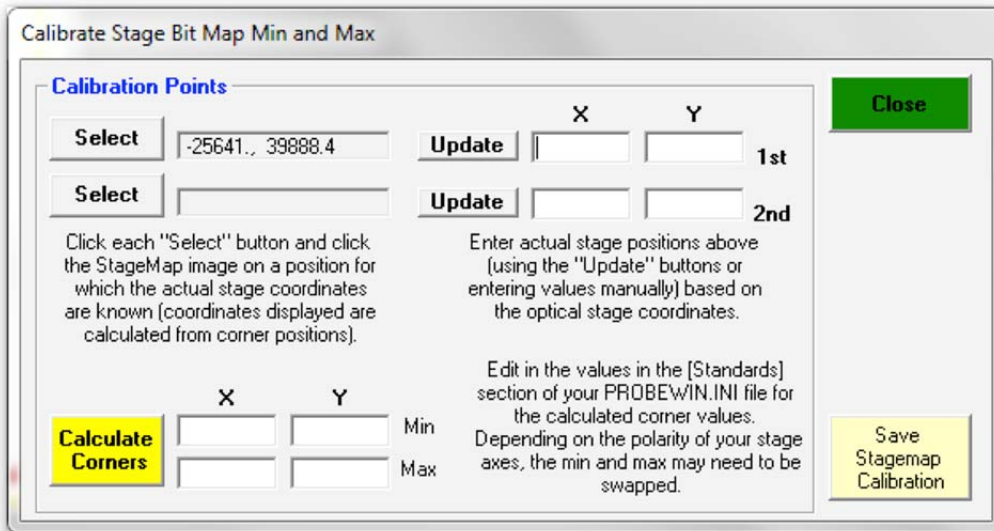 Calibrate Stage Bit Map Min and Max
Calibration Points
X Y
Select -25641., 39888.4 Update 1st
Select Update 2nd
Click each "Select" button and click
the StageMap image on a position for
which the actual stage coordinates
are known (coordinates displayed are
calculated from corner positions).
Enter actual stage positions above
(using the "Update" buttons or
entering values manually) based on
the optical stage coordinates.
Edit in the values in the [Standards]
section of your PROBEWIN.INI file for
the calculated corner values.
Depending on the polarity of your stage
axes, the min and max may need to be
swapped.
X Y
Calculate
Corners
Min
Max
Close
Save
Stagemap
Calibration